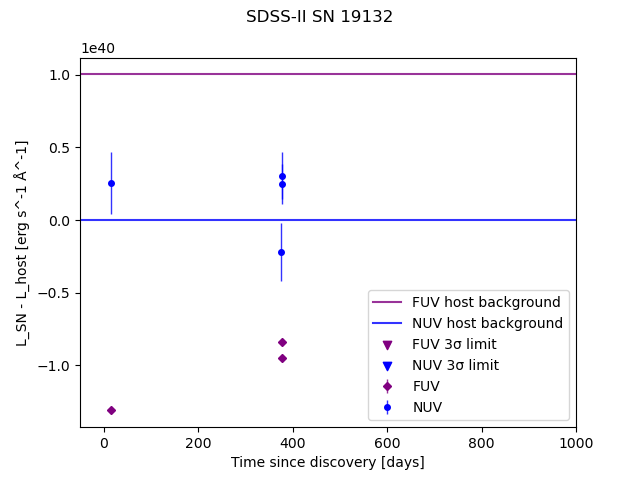 SDSS-II SN 19132
1e40
1.0
0.5
0.0
−0.5
−1.0
L_SN - L_host [erg s^-1 Å^-1]
0
200
400
600
800
1000
Time since discovery [days]
FUV host background
NUV host background
FUV 3σ limit
NUV 3σ limit
FUV
NUV